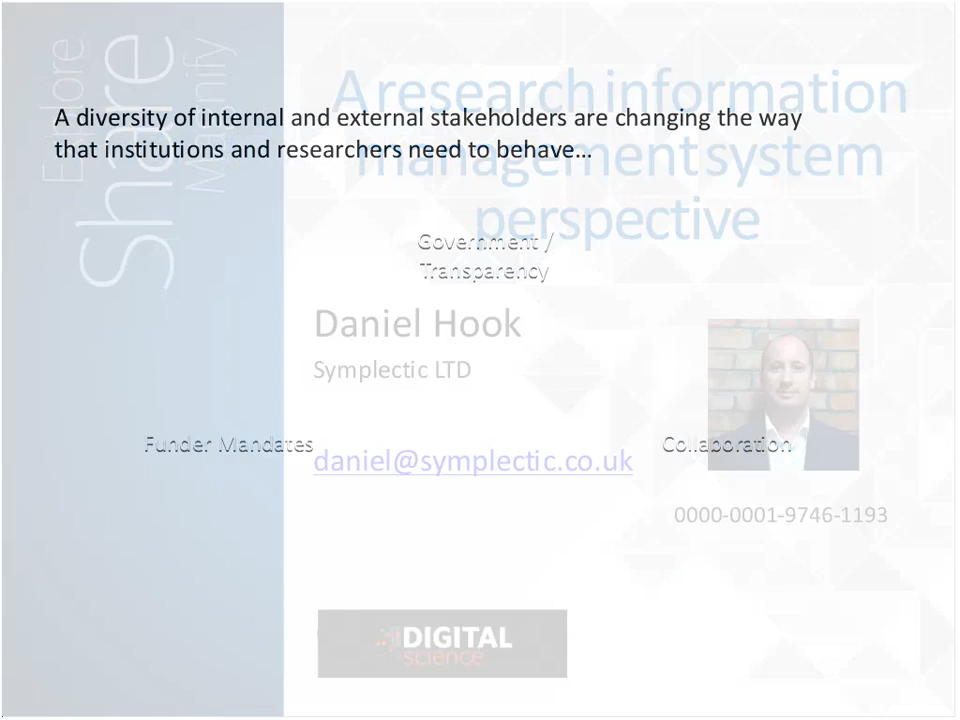 Explore
Share
Magnify
A research information
management system
perspective
A diversity of internal and external stakeholders are changing the way
that institutions and researchers need to behave…
Government /
Transparency
Daniel Hook
Symplectic LTD
Funder Mandates
Collaboration
daniel@symplectic.co.uk
0000-0001-9746-1193
DIGITAL
science